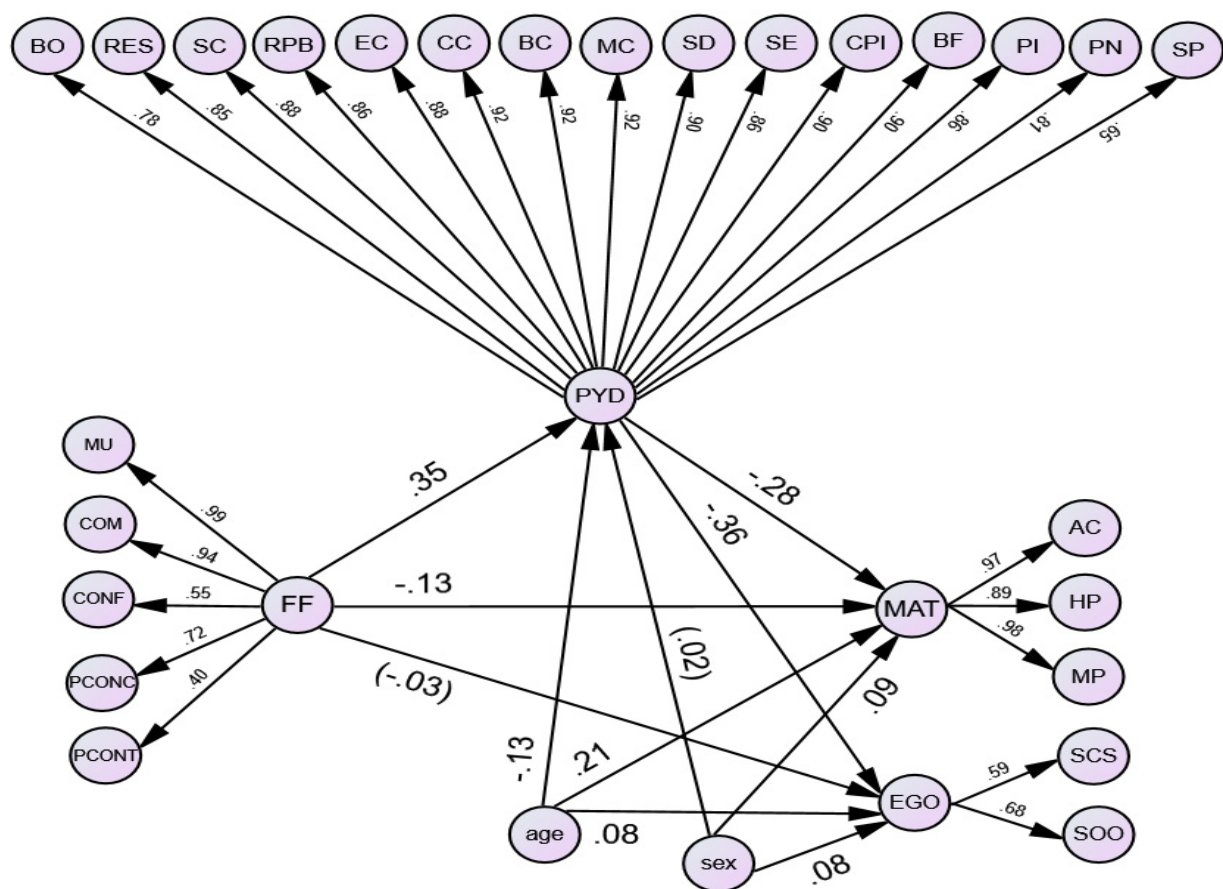 BO RES SC RPB EC CC BC MC SD SE CPI BF PI PN SP
.78 .85 .88 .86 .88 .92 .92 .92 .90 .86 .90 .90 .86 .81 .65
PYD
MU
COM
CONF
PCONC
PCONT
.99
.94
.55
.72
.40
FF
.35
-.13
(-.03)
-.28
-.36
-.13
.21
.08
(.02)
.09
.08
age
sex
MAT
EGO
.97
.89
.98
AC
HP
MP
.59
.68
SCS
SOO